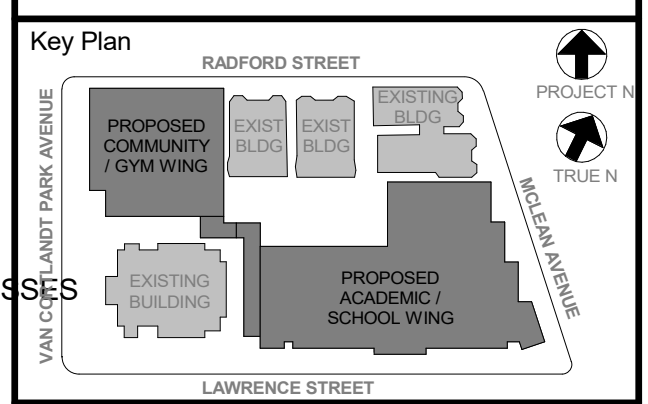 Key Plan
RADFORD STREET
PROJECT N
TRUE N
VAN CORTLANDT PARK AVENUE
PROPOSED
COMMUNITY
/ GYM WING
EXIST
BLDG
EXIST
BLDG
EXISTING
BLDG
MCLEAN AVENUE
SSES
EXISTING
BUILDING
PROPOSED
ACADEMIC /
SCHOOL WING
LAWRENCE STREET